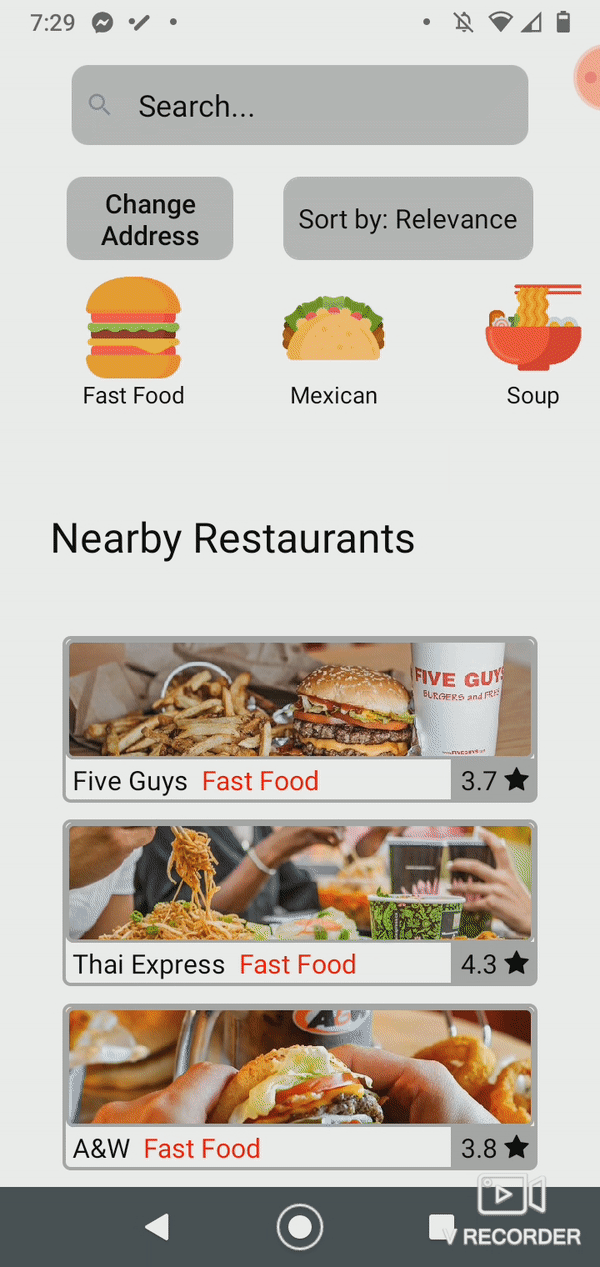 7:29
Search...
Change
Address
Sort by: Relevance
Fast Food
Mexican
Soup
Nearby Restaurants
FIVE GUYS
BURGERS and FRIES
Five Guys Fast Food 3.7
Thai Express Fast Food 4.3
A&W
A&W Fast Food 3.8
V RECORDER